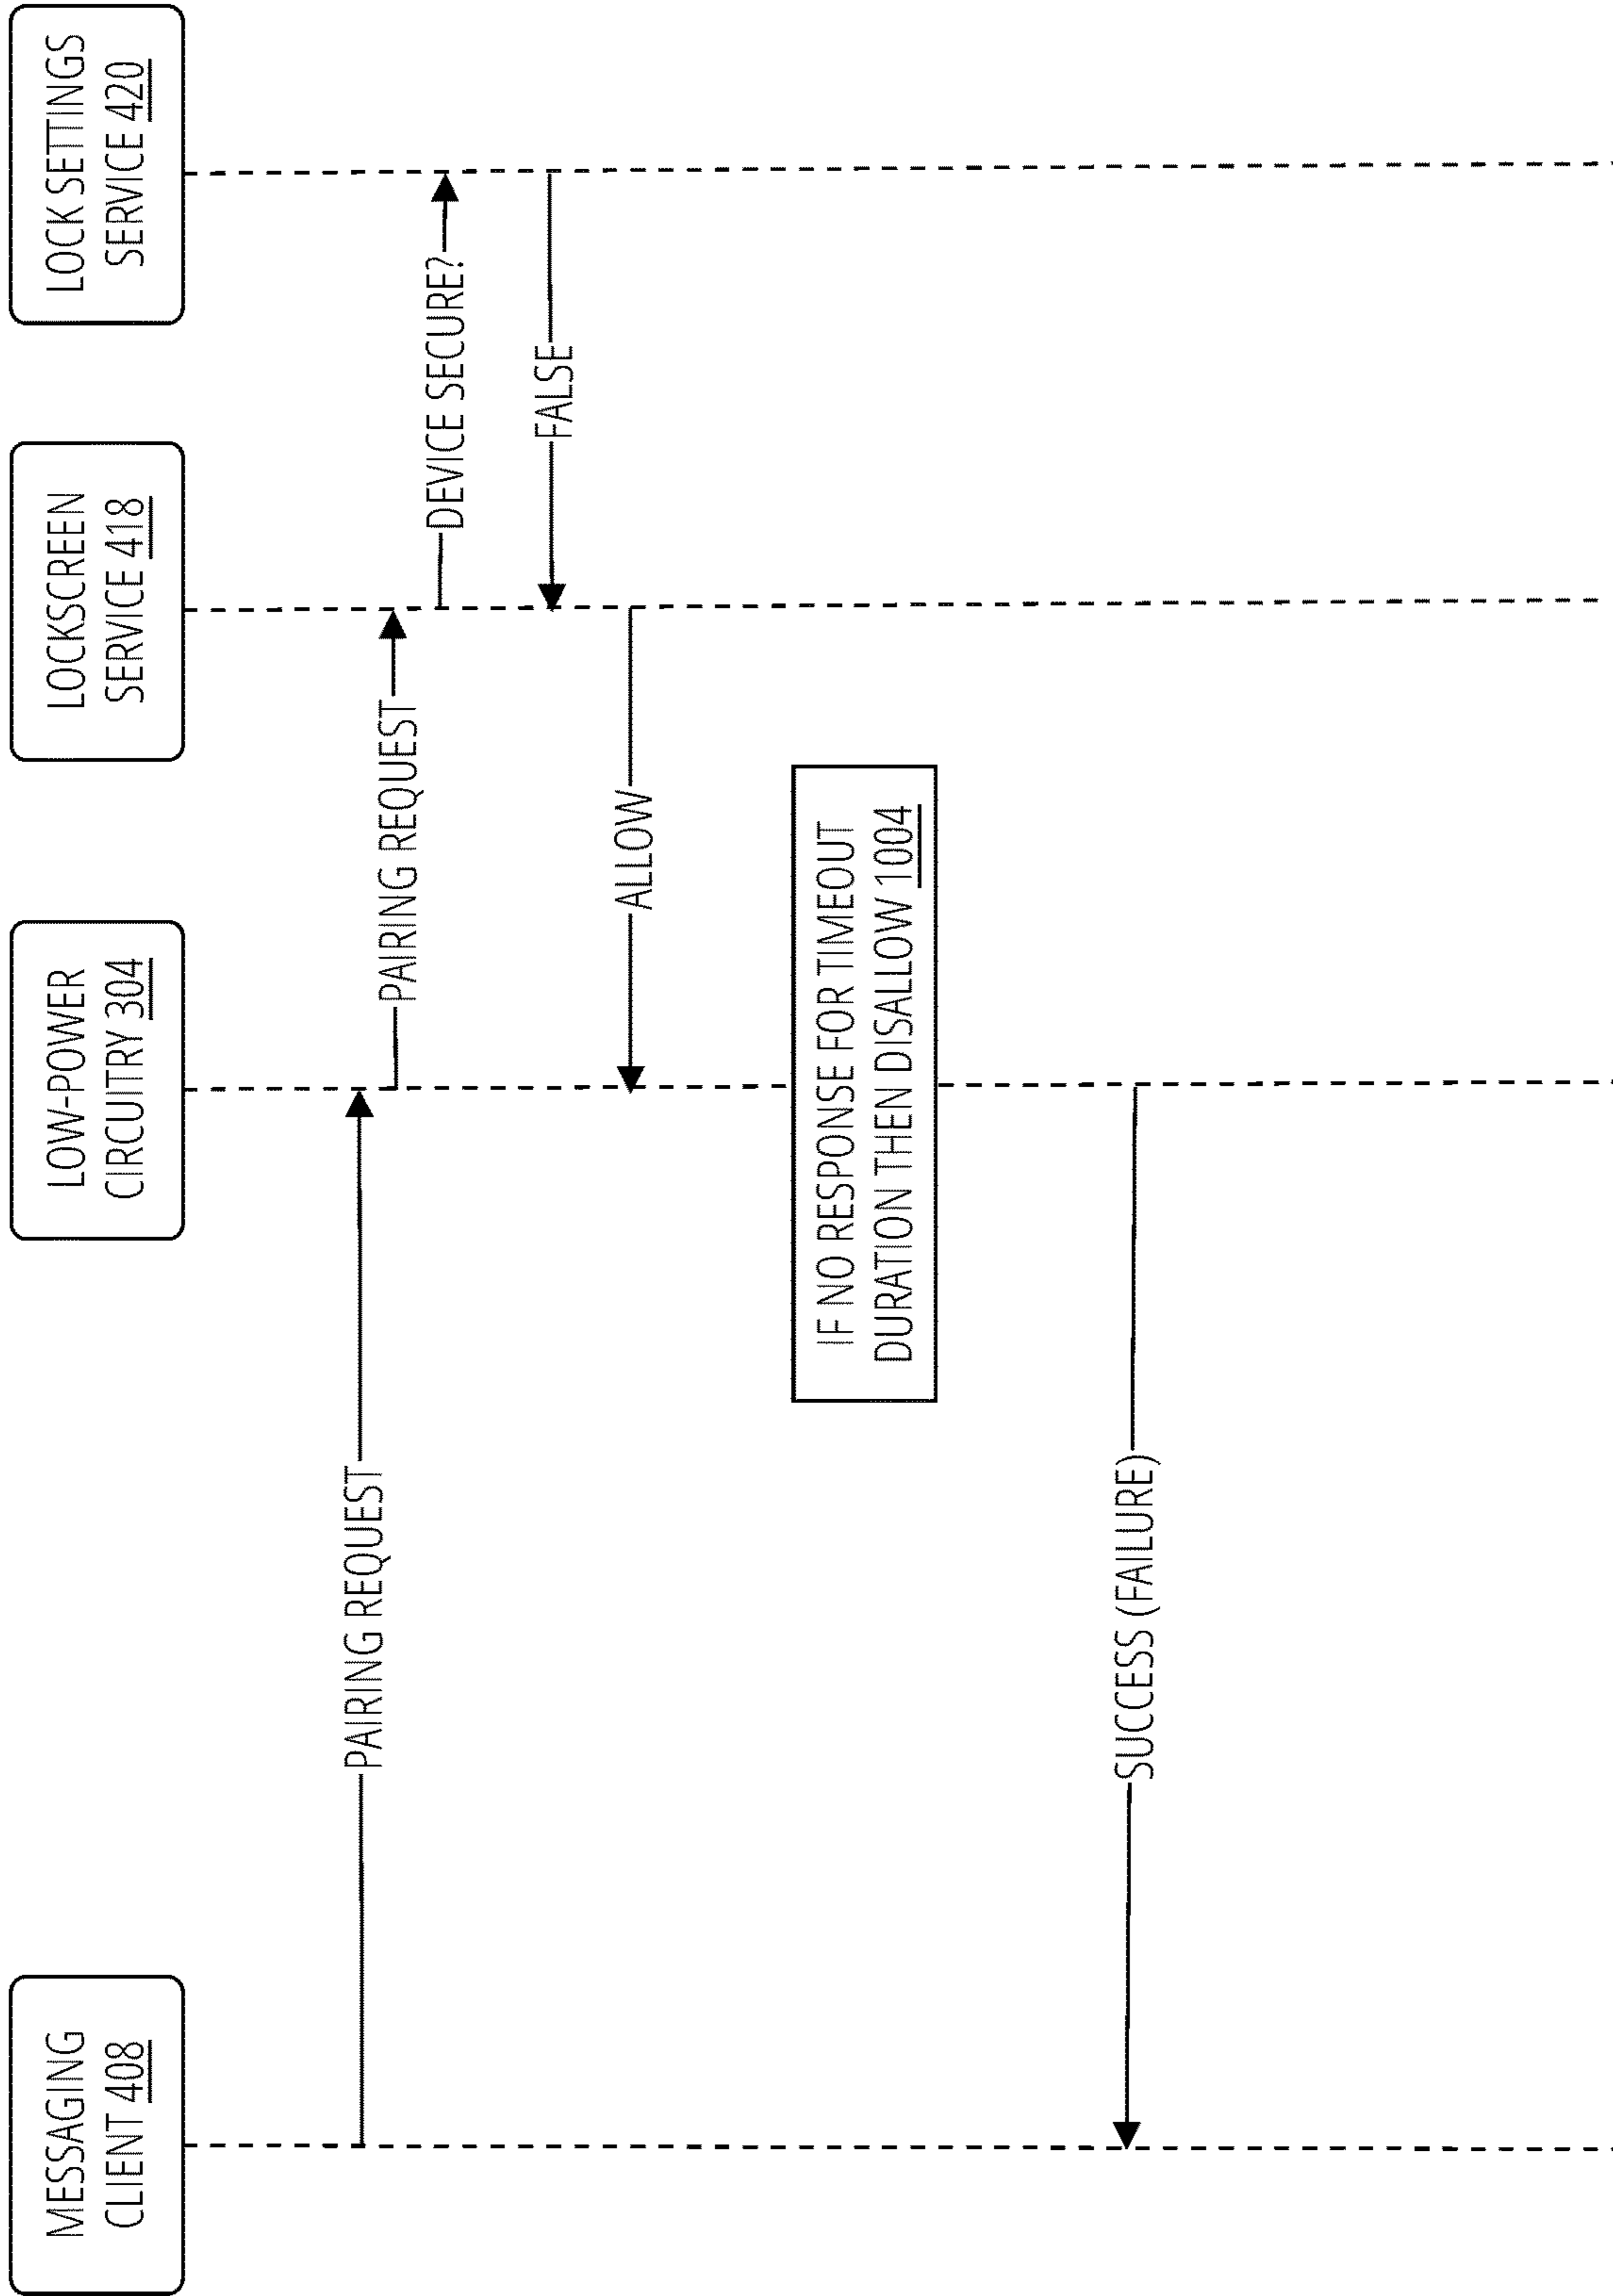 MESSAGING
CLIENT 408
LOW-POWER
CIRCUITRY 304
LOCKSCREEN
SERVICE 418
LOCK SETTINGS
SERVICE 420
PAIRING REQUEST
PAIRING REQUEST
DEVICE SECURE?
FALSE
ALLOW
IF NO RESPONSE FOR TIMEOUT
DURATION THEN DISALLOW 1004
SUCCESS (FAILURE)